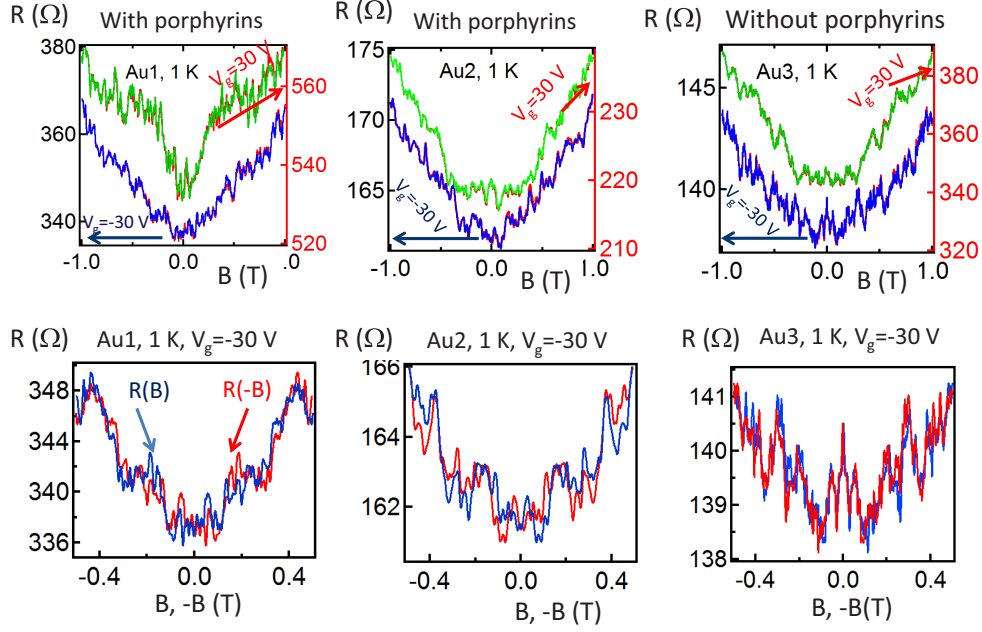 R (Ω) With porphyrins
380
360
340
Au1, 1 K
Vg=30 V
Vg=-30 V
560
540
520
-1.0 0.0 .0
B (T)
R (Ω) With porphyrins
175
165
Au2, 1 K
Vg=30 V
Vg=-30 V
230
220
210
-1.0 0.0 1.0
B (T)
R (Ω) Without porphyrins
145
140
Au3, 1 K
Vg=30 V
Vg=-30 V
380
360
340
320
-1.0 0.0 1.0
B (T)
R (Ω) Au1, 1 K, Vg=-30 V
348
344
340
336
R(B) R(-B)
-0.4 0.0 0.4
B, -B (T)
R (Ω) Au2, 1 K, Vg=-30 V
166
164
162
-0.4 0.0 0.4
B, -B (T)
R (Ω) Au3, 1 K, Vg=-30 V
141
140
139
138
-0.4 0.0 0.4
B, -B(T)